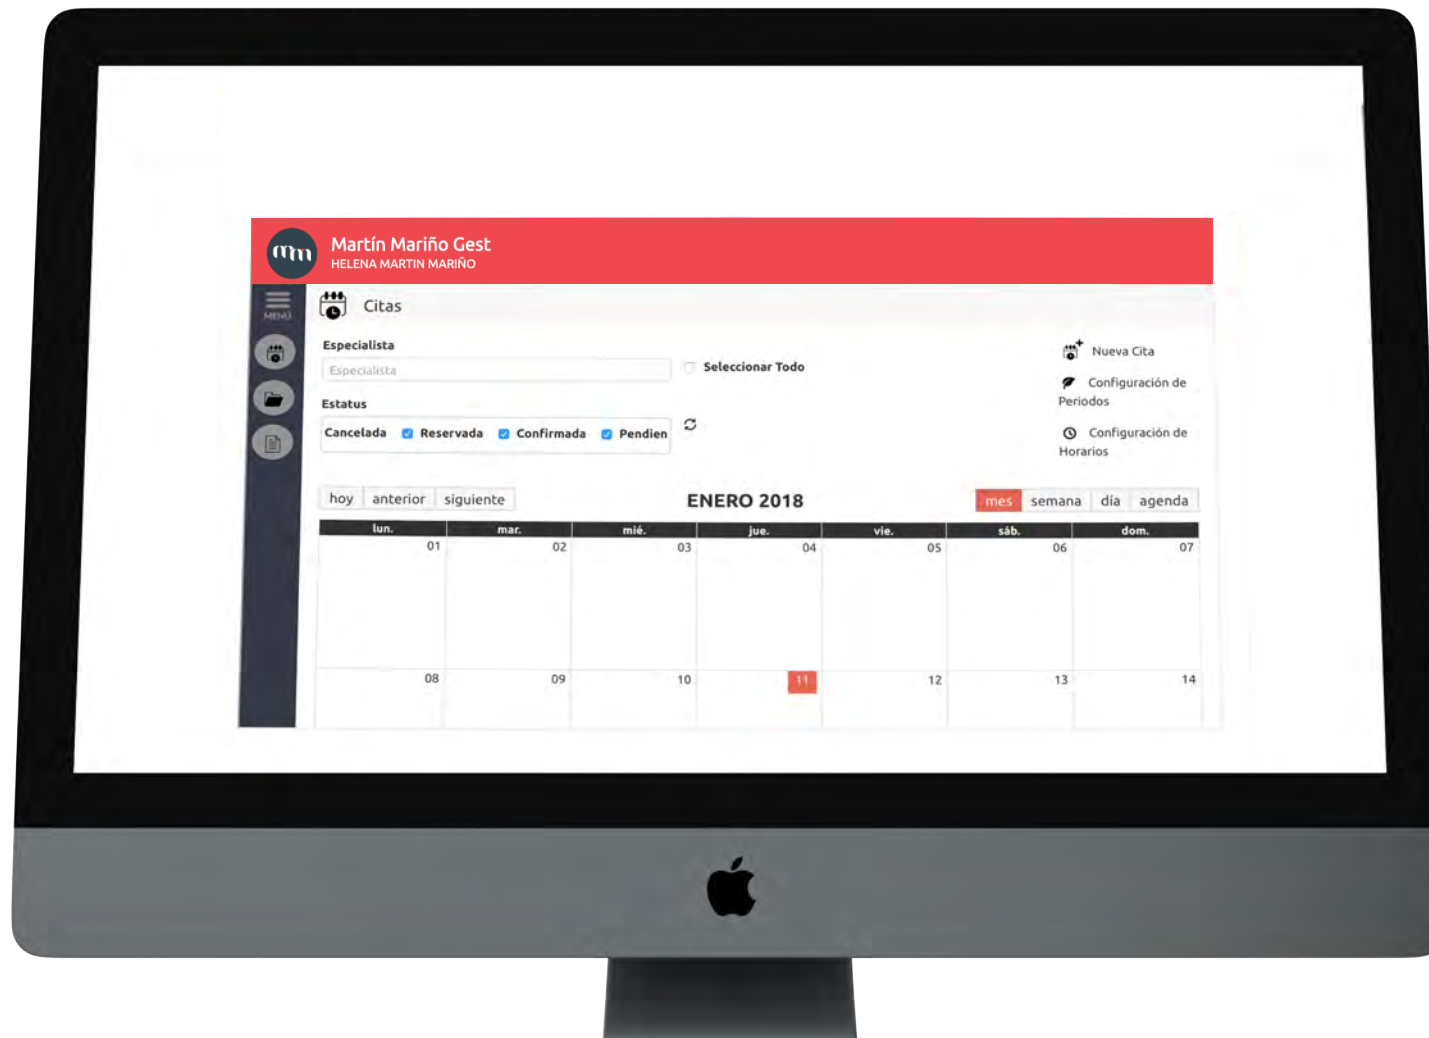 mm
Martín Mariño Gest
HELENA MARTIN MARIÑO
MENÚ
Citas
Especialista
Especialista
Seleccionar Todo
Nueva Cita
Configuración de
Periodos
Estatus
Cancelada Reservada Confirmada Pendien
Configuración de
Horarios
hoy anterior siguiente
ENERO 2018
mes semana día agenda
lun. mar. mié. jue. vie. sáb. dom.
01 02 03 04 05 06 07
08 09 10 11 12 13 14